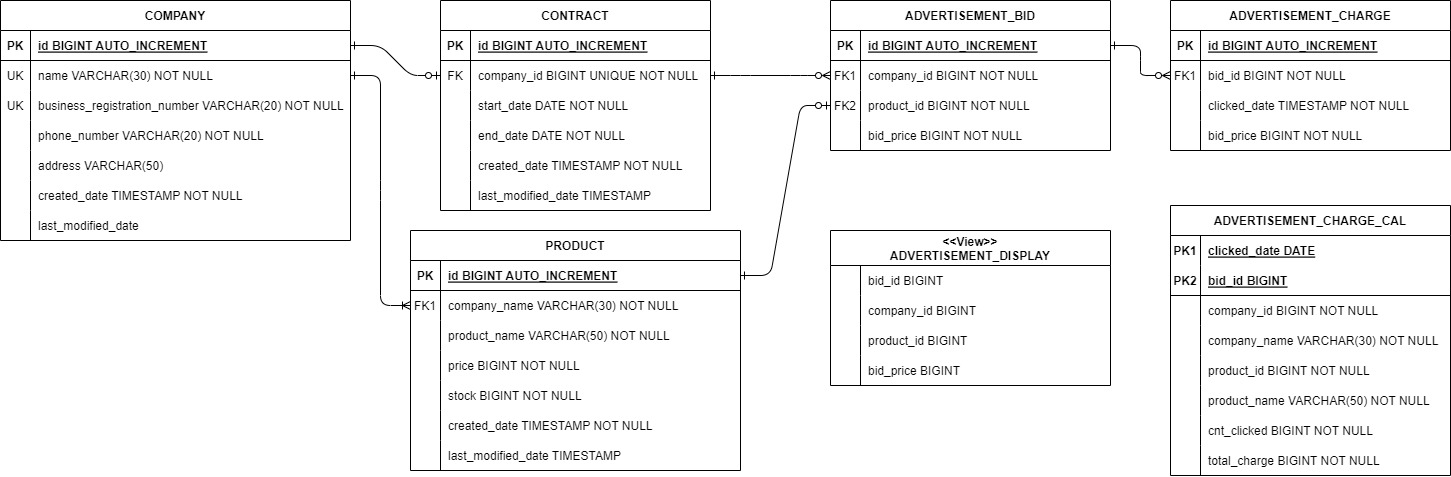 COMPANY
PK id BIGINT AUTO_INCREMENT
UK name VARCHAR(30) NOT NULL
UK business_registration_number VARCHAR(20) NOT NULL
phone_number VARCHAR(20) NOT NULL
address VARCHAR(50)
created_date TIMESTAMP NOT NULL
last_modified_date
CONTRACT
PK id BIGINT AUTO_INCREMENT
FK company_id BIGINT UNIQUE NOT NULL
start_date DATE NOT NULL
end_date DATE NOT NULL
created_date TIMESTAMP NOT NULL
last_modified_date TIMESTAMP
ADVERTISEMENT_BID
PK id BIGINT AUTO_INCREMENT
FK1 company_id BIGINT NOT NULL
FK2 product_id BIGINT NOT NULL
bid_price BIGINT NOT NULL
ADVERTISEMENT_CHARGE
PK id BIGINT AUTO_INCREMENT
FK1 bid_id BIGINT NOT NULL
clicked_date TIMESTAMP NOT NULL
bid_price BIGINT NOT NULL
PRODUCT
PK id BIGINT AUTO_INCREMENT
FK1 company_name VARCHAR(30) NOT NULL
product_name VARCHAR(50) NOT NULL
price BIGINT NOT NULL
stock BIGINT NOT NULL
created_date TIMESTAMP NOT NULL
last_modified_date TIMESTAMP
<<View>>
ADVERTISEMENT_DISPLAY
bid_id BIGINT
company_id BIGINT
product_id BIGINT
bid_price BIGINT
ADVERTISEMENT_CHARGE_CAL
PK1 clicked_date DATE
PK2 bid_id BIGINT
company_id BIGINT NOT NULL
company_name VARCHAR(30) NOT NULL
product_id BIGINT NOT NULL
product_name VARCHAR(50) NOT NULL
cnt_clicked BIGINT NOT NULL
total_charge BIGINT NOT NULL